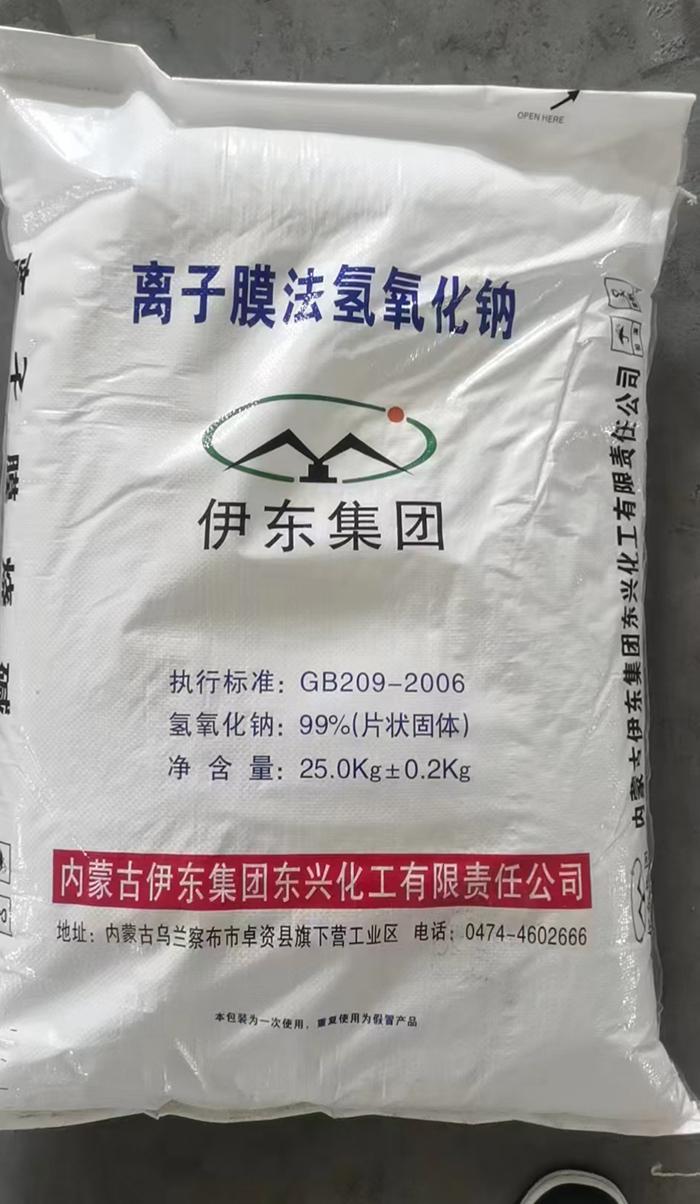 OPEN HERE
离子膜法氢氧化钠
伊东集团
执行标准：GB209-2006
氢氧化钠：99%(片状固体)
净含量：25.0Kg±0.2Kg
内蒙古伊东集团东兴化工有限责任公司
地址：内蒙古乌兰察布市卓资县旗下营工业区 电话：0474-4602666
本包装为一次使用，重复使用为假冒产品
子膜烧碱
内蒙古伊东集团东兴化工有限责任公司